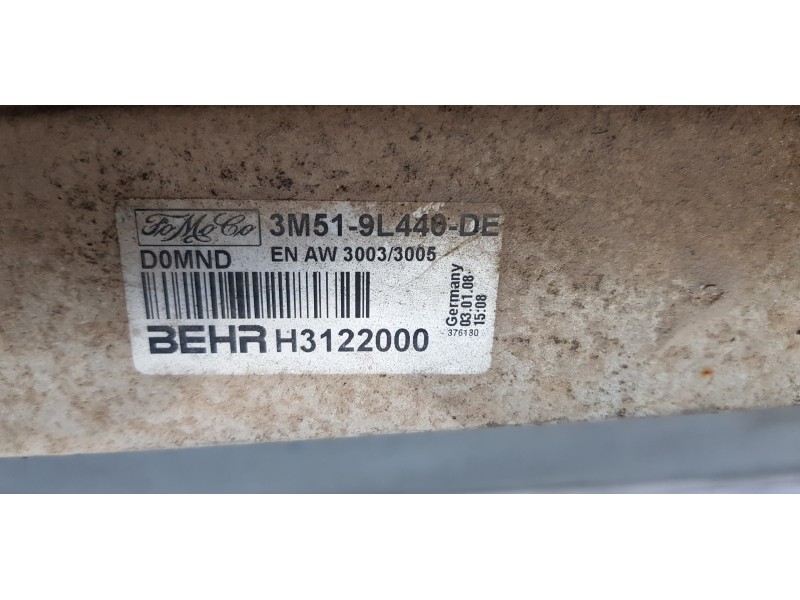 FoMoCo 3M51-9L440-DE
D0MND EN AW 3003/3005
BEHR H3122000
Germany
03.01.08
15:08
376130